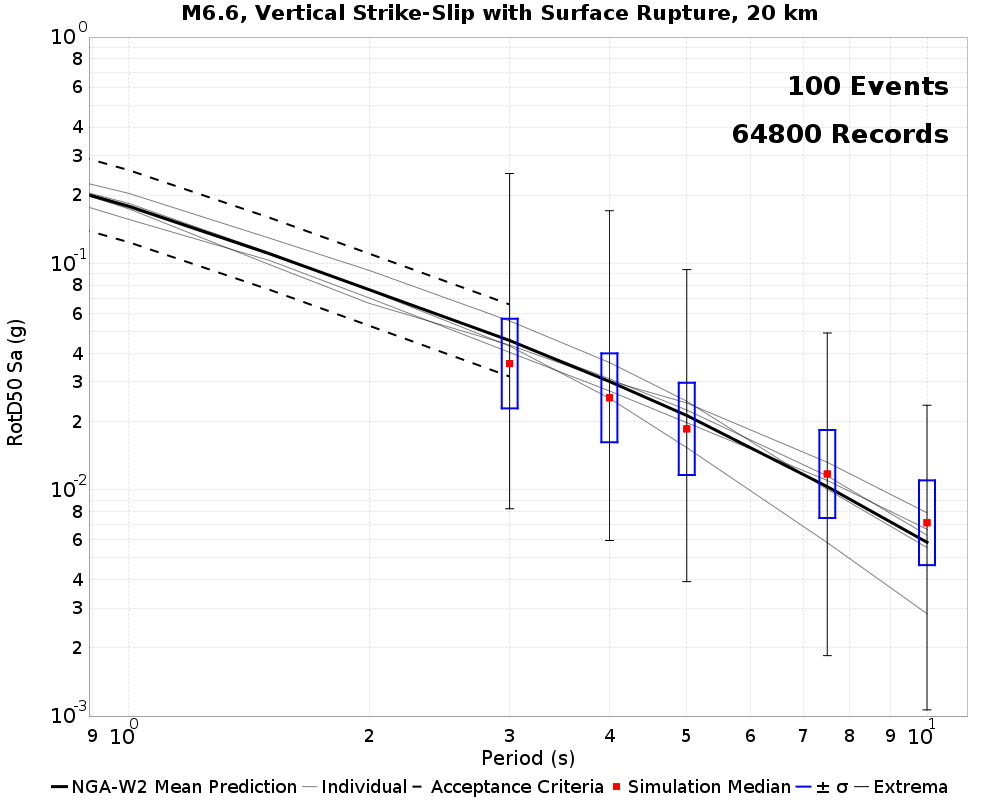 M6.6, Vertical Strike-Slip with Surface Rupture, 20 km
100 Events
64800 Records
RotD50 Sa (g)
10^0
8
6
4
3
2
10^-1
8
6
4
3
2
10^-2
8
6
4
3
2
10^-3
9 10^0 2 3 4 5 6 7 8 9 10^1
Period (s)
NGA-W2 Mean Prediction Individual Acceptance Criteria Simulation Median ± σ Extrema